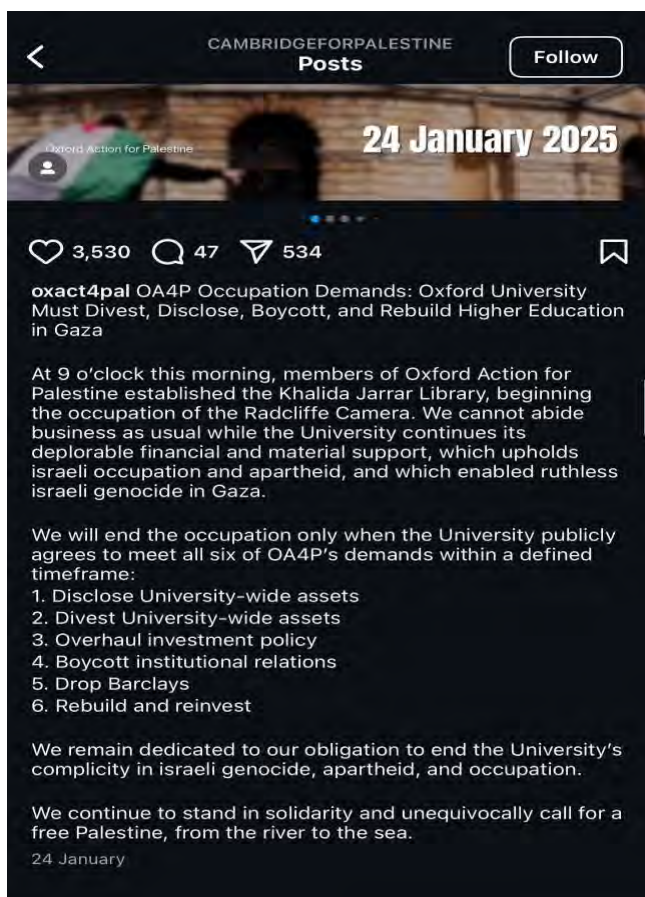 CAMBRIDGEFORPALESTINE
Posts
Follow
Oxford Action for Palestine
24 January 2025
3,530
47
534
oxact4pal OA4P Occupation Demands: Oxford University
Must Divest, Disclose, Boycott, and Rebuild Higher Education
in Gaza
At 9 o'clock this morning, members of Oxford Action for
Palestine established the Khalida Jarrar Library, beginning
the occupation of the Radcliffe Camera. We cannot abide
business as usual while the University continues its
deplorable financial and material support, which upholds
israeli occupation and apartheid, and which enabled ruthless
israeli genocide in Gaza.
We will end the occupation only when the University publicly
agrees to meet all six of OA4P's demands within a defined
timeframe:
1. Disclose University-wide assets
2. Divest University-wide assets
3. Overhaul investment policy
4. Boycott institutional relations
5. Drop Barclays
6. Rebuild and reinvest
We remain dedicated to our obligation to end the University's
complicity in israeli genocide, apartheid, and occupation.
We continue to stand in solidarity and unequivocally call for a
free Palestine, from the river to the sea.
24 January